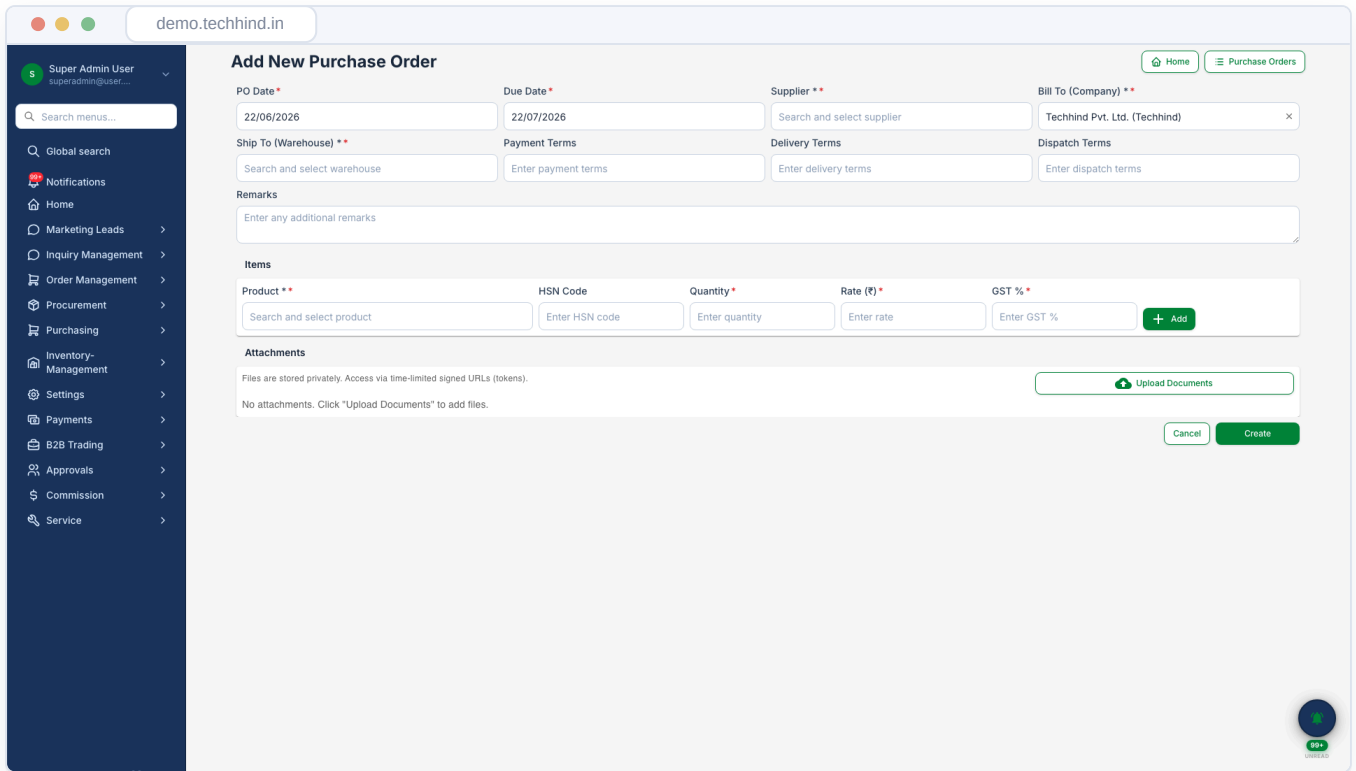 demo.techhind.in
S
Super Admin User
superadmin@user....
Search menus...
Global search
99+
Notifications
Home
Marketing Leads
Inquiry Management
Order Management
Procurement
Purchasing
Inventory-
Management
Settings
Payments
B2B Trading
Approvals
Commission
Service
Add New Purchase Order
Home
Purchase Orders
PO Date* Due Date* Supplier ** Bill To (Company) **
22/06/2026 22/07/2026 Search and select supplier Techhind Pvt. Ltd. (Techhind) ×
Ship To (Warehouse) ** Payment Terms Delivery Terms Dispatch Terms
Search and select warehouse Enter payment terms Enter delivery terms Enter dispatch terms
Remarks
Enter any additional remarks
Items
Product ** HSN Code Quantity* Rate (₹)* GST %*
Search and select product Enter HSN code Enter quantity Enter rate Enter GST % + Add
Attachments
Files are stored privately. Access via time-limited signed URLs (tokens).
Upload Documents
No attachments. Click "Upload Documents" to add files.
Cancel Create
99+
UNREAD